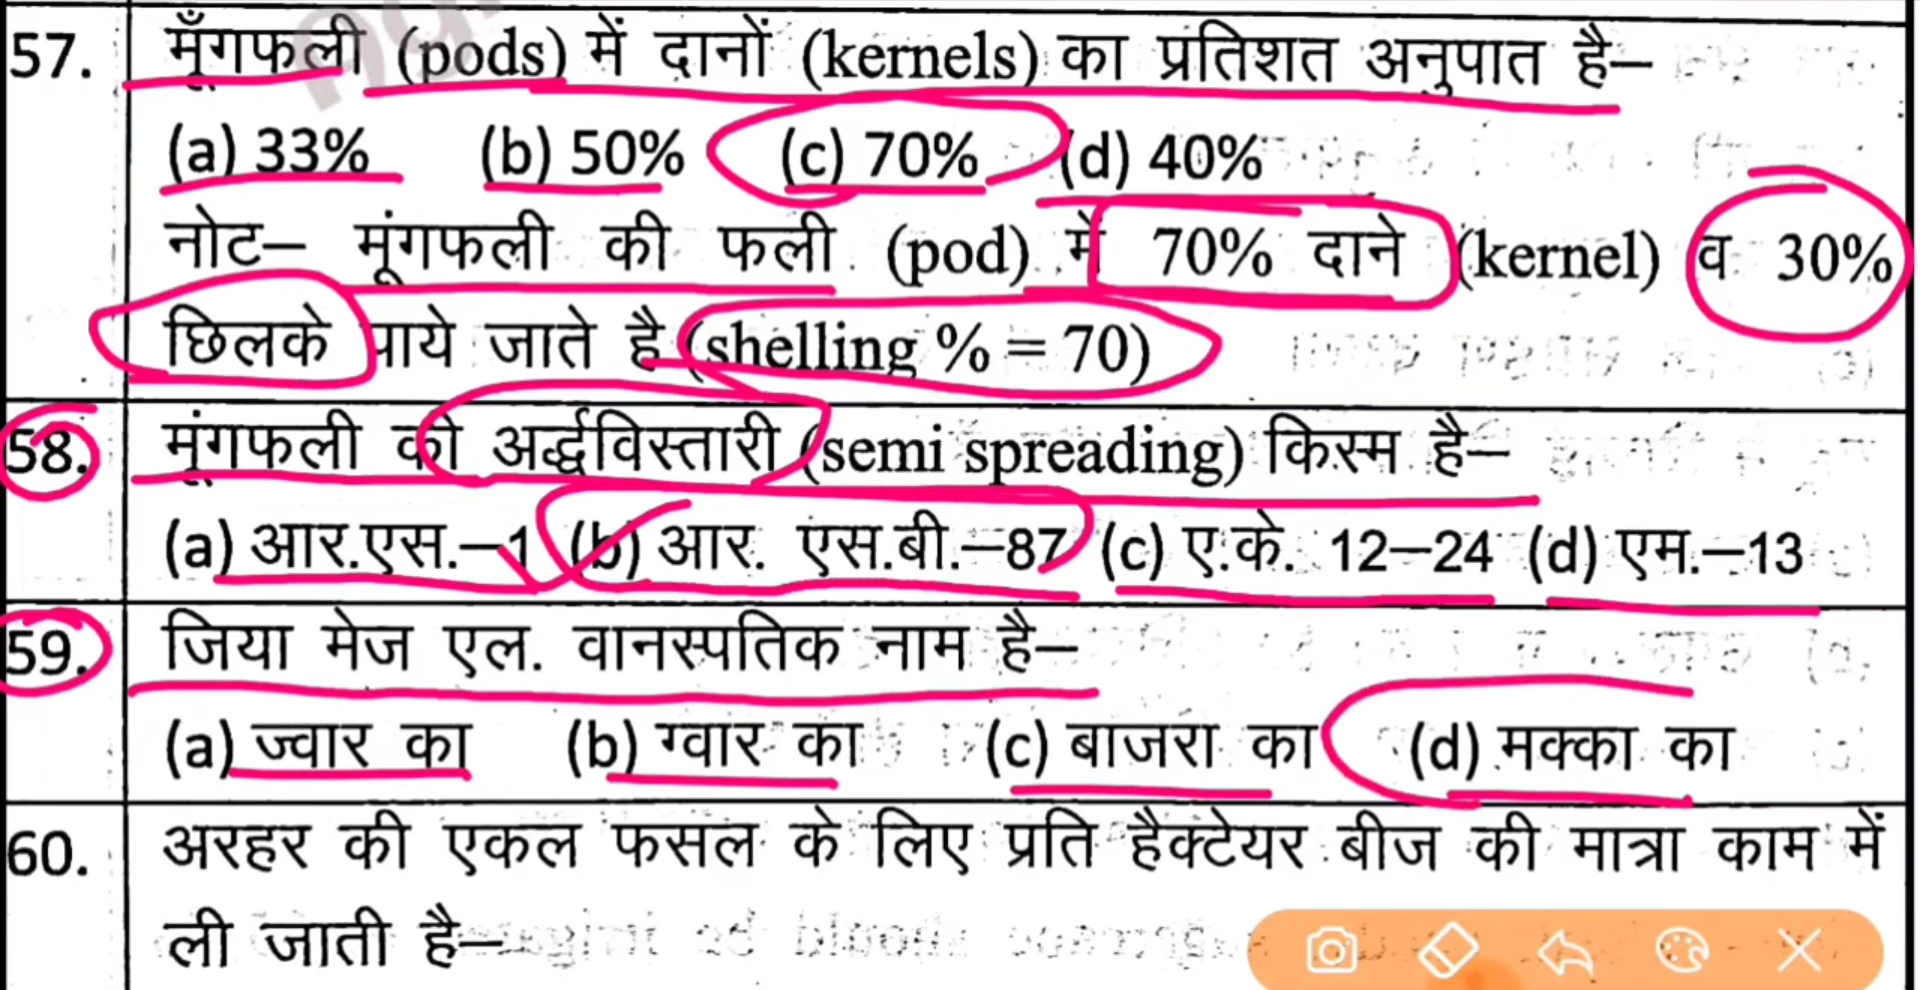 57. मूँगफली (pods) में दानों (kernels) का प्रतिशत अनुपात है–
(a) 33% (b) 50% (c) 70% (d) 40%
नोट– मूंगफली की फली (pod) में 70% दाने (kernel) व 30%
छिलके पाये जाते है (shelling % = 70)
58. मूंगफली की अर्द्धविस्तारी (semi spreading) किस्म है–
(a) आर.एस.–1 (b) आर. एस.बी.–87 (c) ए.के. 12–24 (d) एम.–13
59. जिया मेज एल. वानस्पतिक नाम है–
(a) ज्वार का (b) ग्वार का (c) बाजरा का (d) मक्का का
60. अरहर की एकल फसल के लिए प्रति हैक्टेयर बीज की मात्रा काम में
ली जाती है–